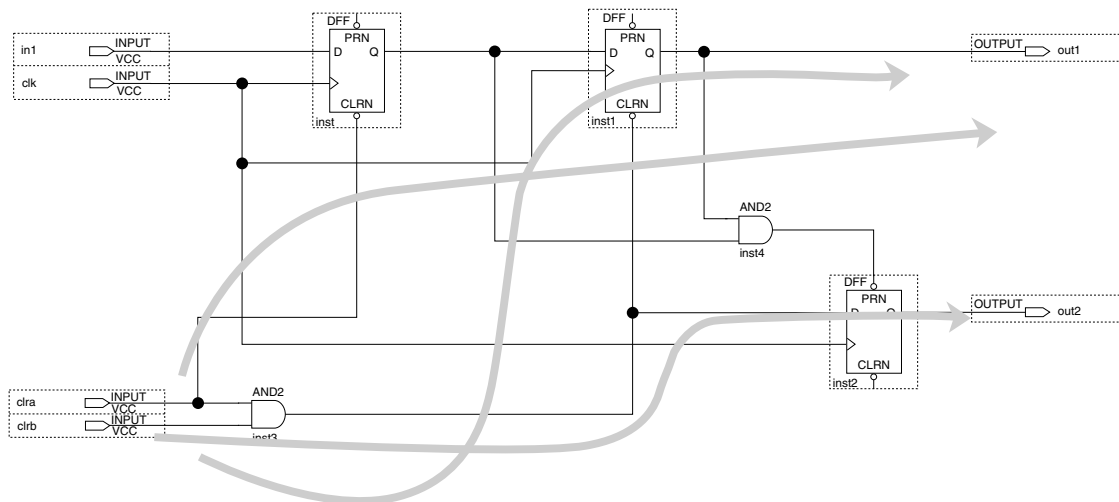 DFF
DFF
in1
INPUT
VCC
PRN
D
Q
PRN
D
Q
OUTPUT
out1
clk
INPUT
VCC
CLRN
inst
CLRN
inst1
AND2
inst4
DFF
PRN
OUTPUT
out2
CLRN
inst2
clra
INPUT
VCC
AND2
clrb
INPUT
VCC
inst3